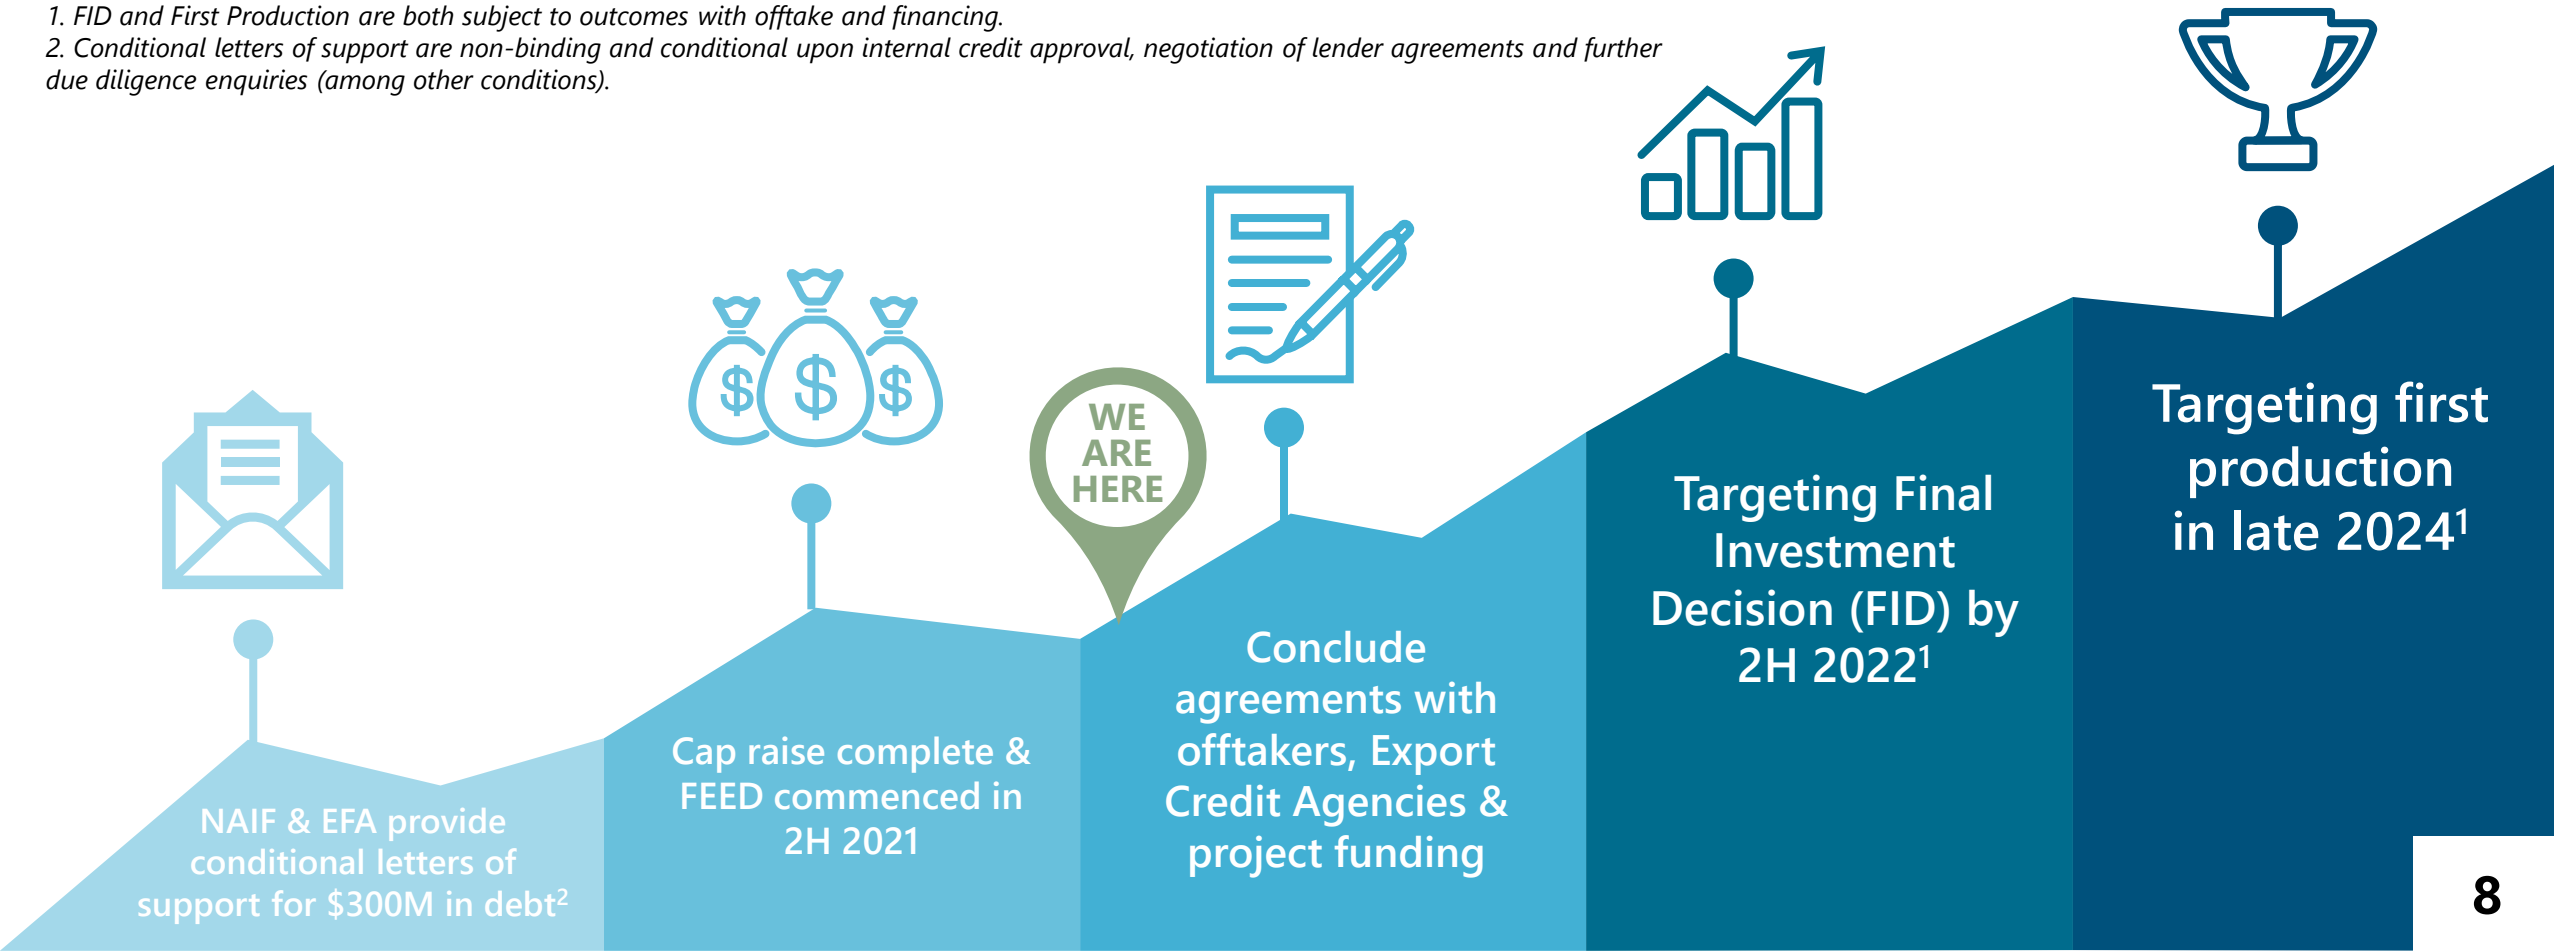 1. FID and First Production are both subject to outcomes with offtake and financing.
2. Conditional letters of support are non-binding and conditional upon internal credit approval, negotiation of lender agreements and further
due diligence enquiries (among other conditions).
$ $ $
WE
ARE
HERE
NAIF & EFA provide
conditional letters of
support for $300M in debt²
Cap raise complete &
FEED commenced in
2H 2021
Conclude
agreements with
offtakers, Export
Credit Agencies &
project funding
Targeting Final
Investment
Decision (FID) by
2H 2022¹
Targeting first
production
in late 2024¹
8